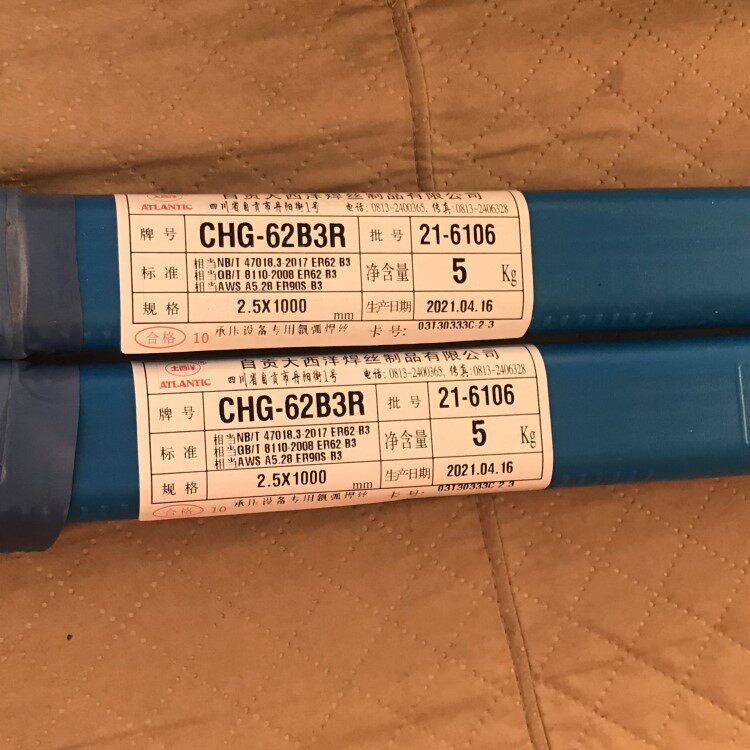 自贡大西洋焊丝制品有限公司
ATLANTIC
四川省自贡市丹阳街1号 电话:0813-2400365,传真:0813-2406328
牌号 CHG-62B3R 批号 21-6106
标准 相当NB/T 47018.3-2017 ER62-B3
相当GB/T 8110-2008 ER62-B3
相当AWS A5.28 ER90S-B3
净含量 5 Kg
规格 2.5X1000 mm 生产日期 2021.04.16
合格 10 承压设备专用氩弧焊丝 卡号: 03130333C-2-3
大西洋 自贡大西洋焊丝制品有限公司
ATLANTIC
四川省自贡市丹阳街1号 电话:0813-2400365,传真:0813-2406328
牌号 CHG-62B3R 批号 21-6106
标准 相当NB/T 47018.3-2017 ER62-B3
相当GB/T 8110-2008 ER62-B3
相当AWS A5.28 ER90S-B3
净含量 5 Kg
规格 2.5X1000 mm 生产日期 2021.04.16
合格 10 承压设备专用氩弧焊丝 卡号: 03130333C-2-3